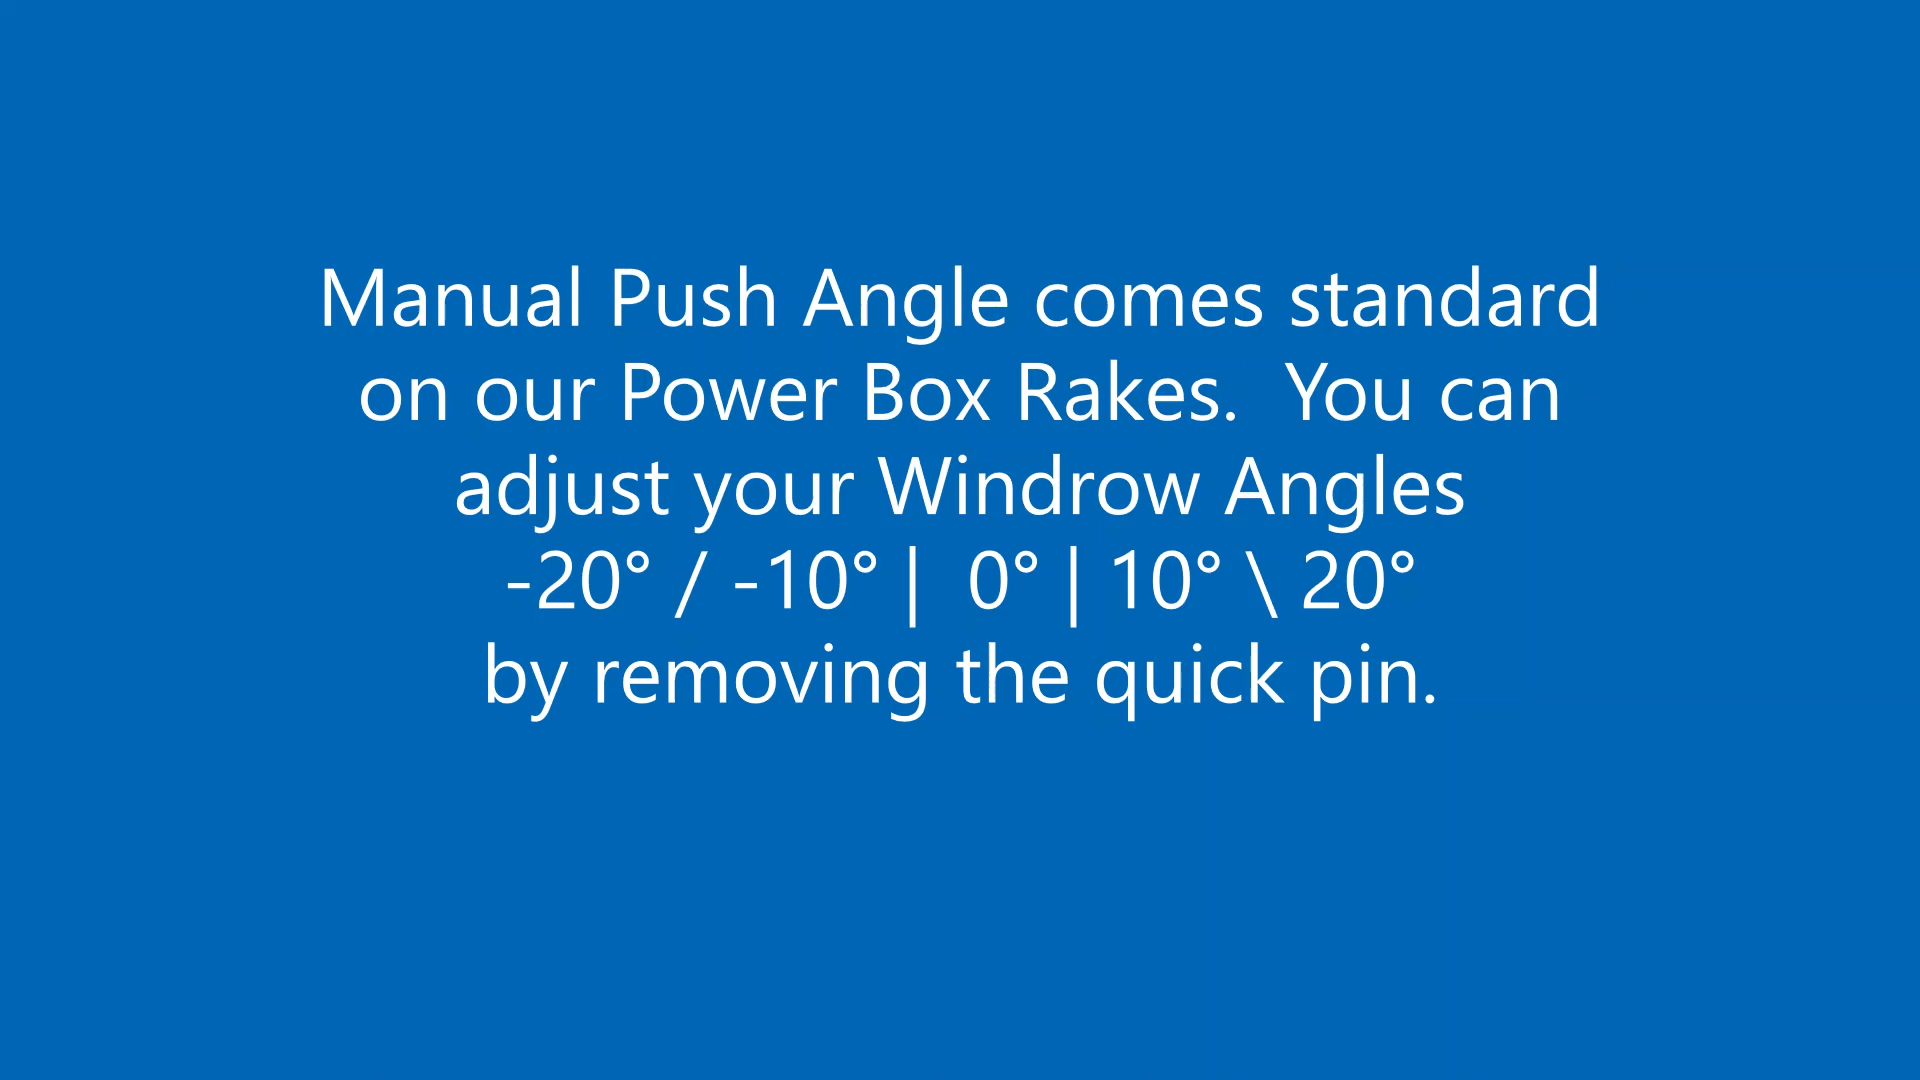 Manual Push Angle comes standard
on our Power Box Rakes.  You can
adjust your Windrow Angles
-20° / -10° |  0° | 10° \ 20°
by removing the quick pin.